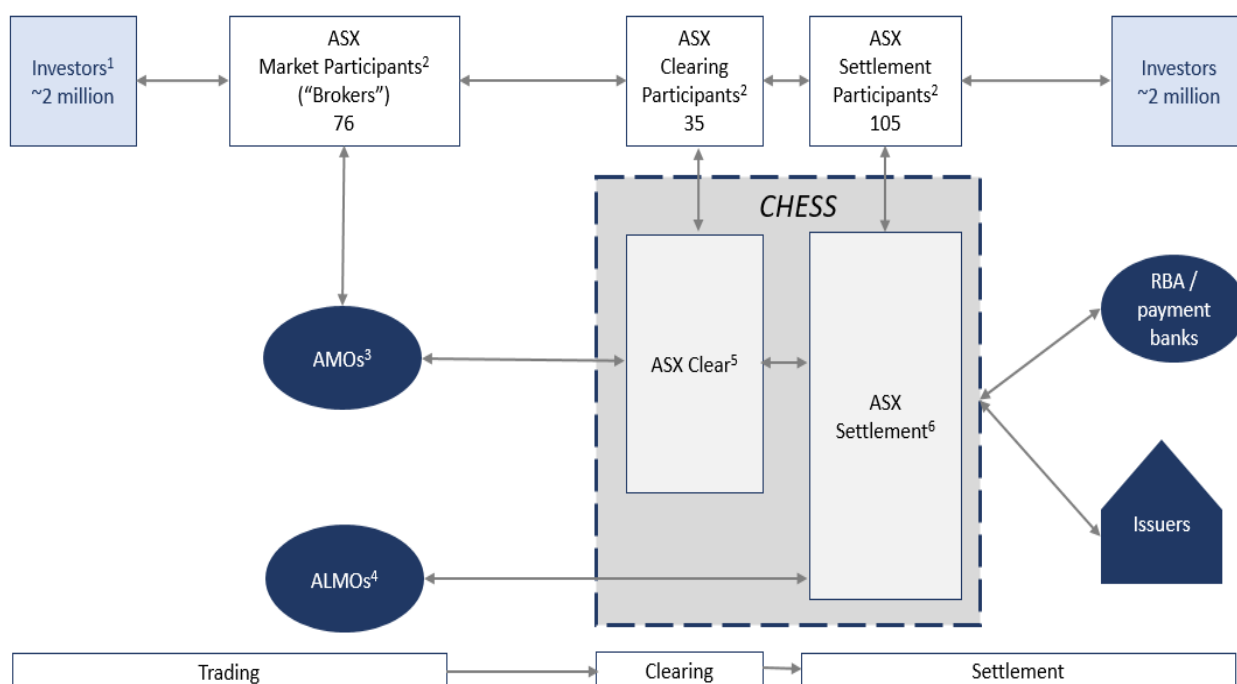 Investors¹
~2 million
ASX
Market Participants²
(“Brokers”)
76
ASX
Clearing
Participants²
35
ASX
Settlement
Participants²
105
Investors
~2 million
CHESS
AMOs³
ASX Clear⁵
ASX
Settlement⁶
RBA /
payment
banks
Issuers
ALMOs⁴
Trading
Clearing
Settlement